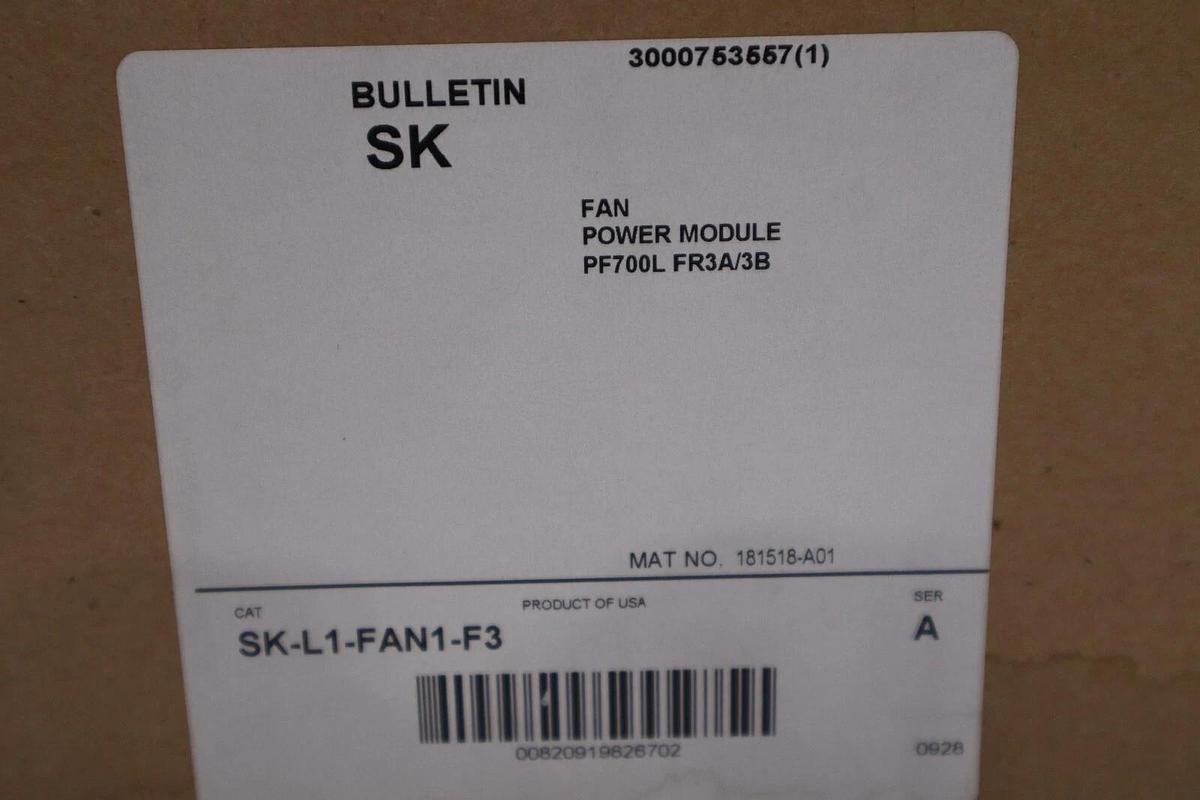 3000753557(1)
BULLETIN
SK
FAN
POWER MODULE
PF700L FR3A/3B
MAT NO. 181518-A01
CAT
PRODUCT OF USA
SER
SK-L1-FAN1-F3
A
00820919826702
0928